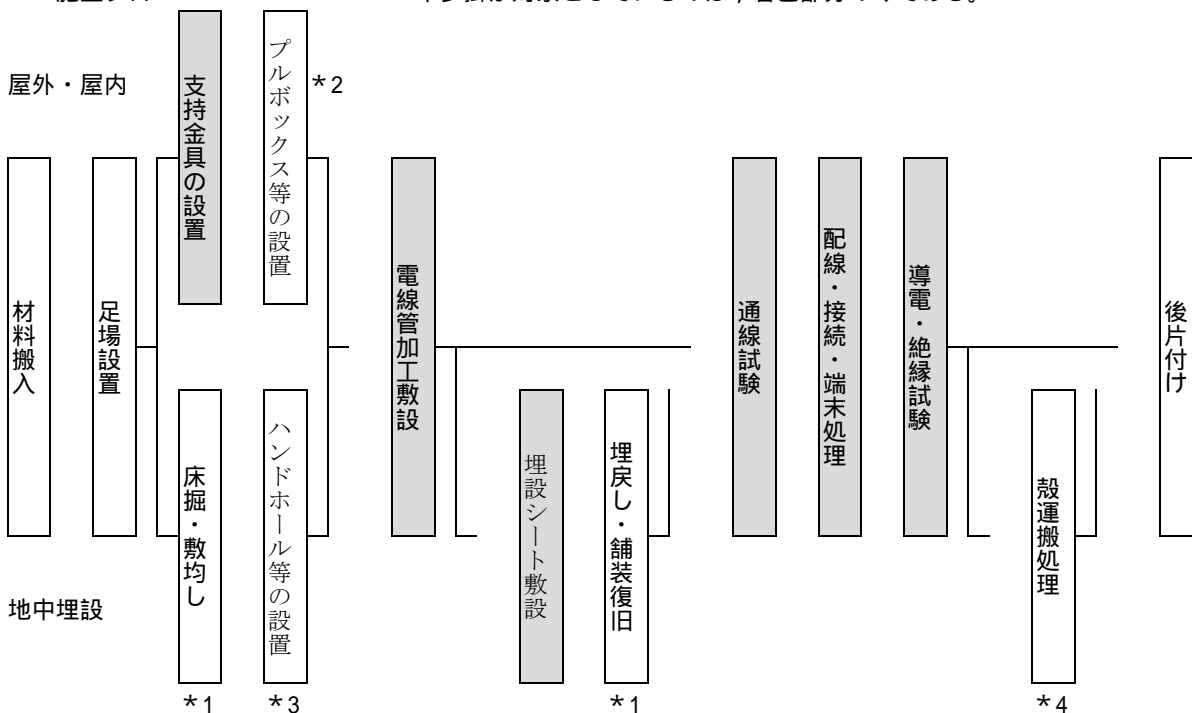 屋外・屋内
支持金具の設置
プルボックス等の設置
*2
材料搬入
足場設置
電線管加工敷設
通線試験
配線・接続・端末処理
導電・絶縁試験
後片付け
床掘・敷均し
ハンドホール等の設置
埋設シート敷設
埋戻し・舗装復旧
殻運搬処理
地中埋設
*1
*3
*1
*4